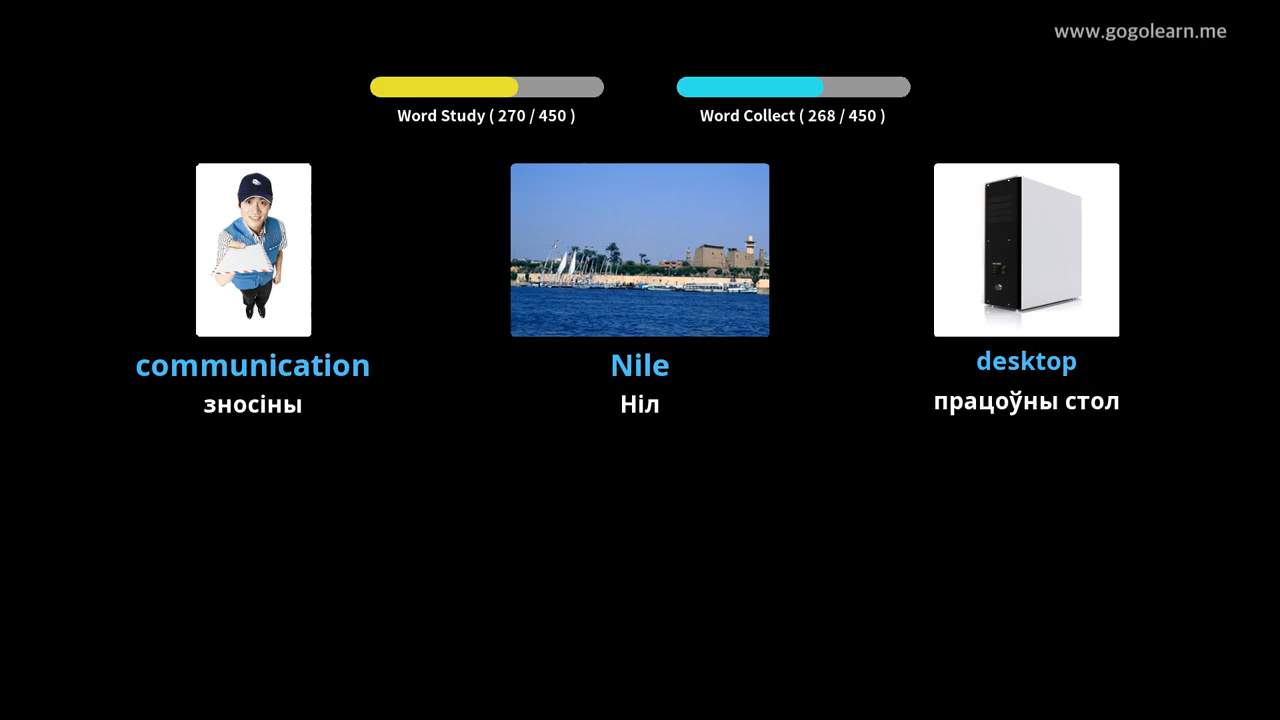 www.gogolearn.me
Word Study ( 270 / 450 )
Word Collect ( 268 / 450 )
communication
зносіны
Ніл
Nile
desktop
працоўны стол